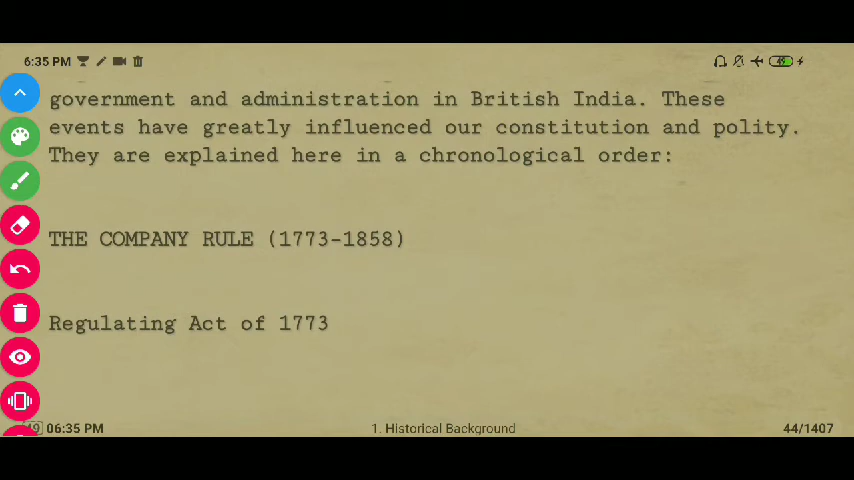 6:35 PM
government and administration in British India. These
events have greatly influenced our constitution and polity.
They are explained here in a chronological order:
THE COMPANY RULE (1773-1858)
Regulating Act of 1773
06:35 PM 1. Historical Background 44/1407